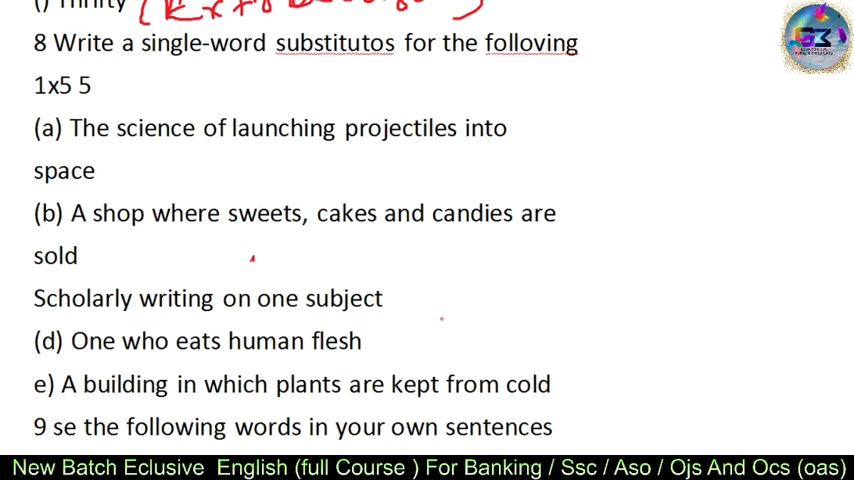 () Thrifty (
8 Write a single-word substitutos for the folloving
1x5 5
(a) The science of launching projectiles into
space
(b) A shop where sweets, cakes and candies are
sold
Scholarly writing on one subject
(d) One who eats human flesh
e) A building in which plants are kept from cold
9 se the following words in your own sentences
New Batch Eclusive English (full Course ) For Banking / Ssc / Aso / Ojs And Ocs (oas)